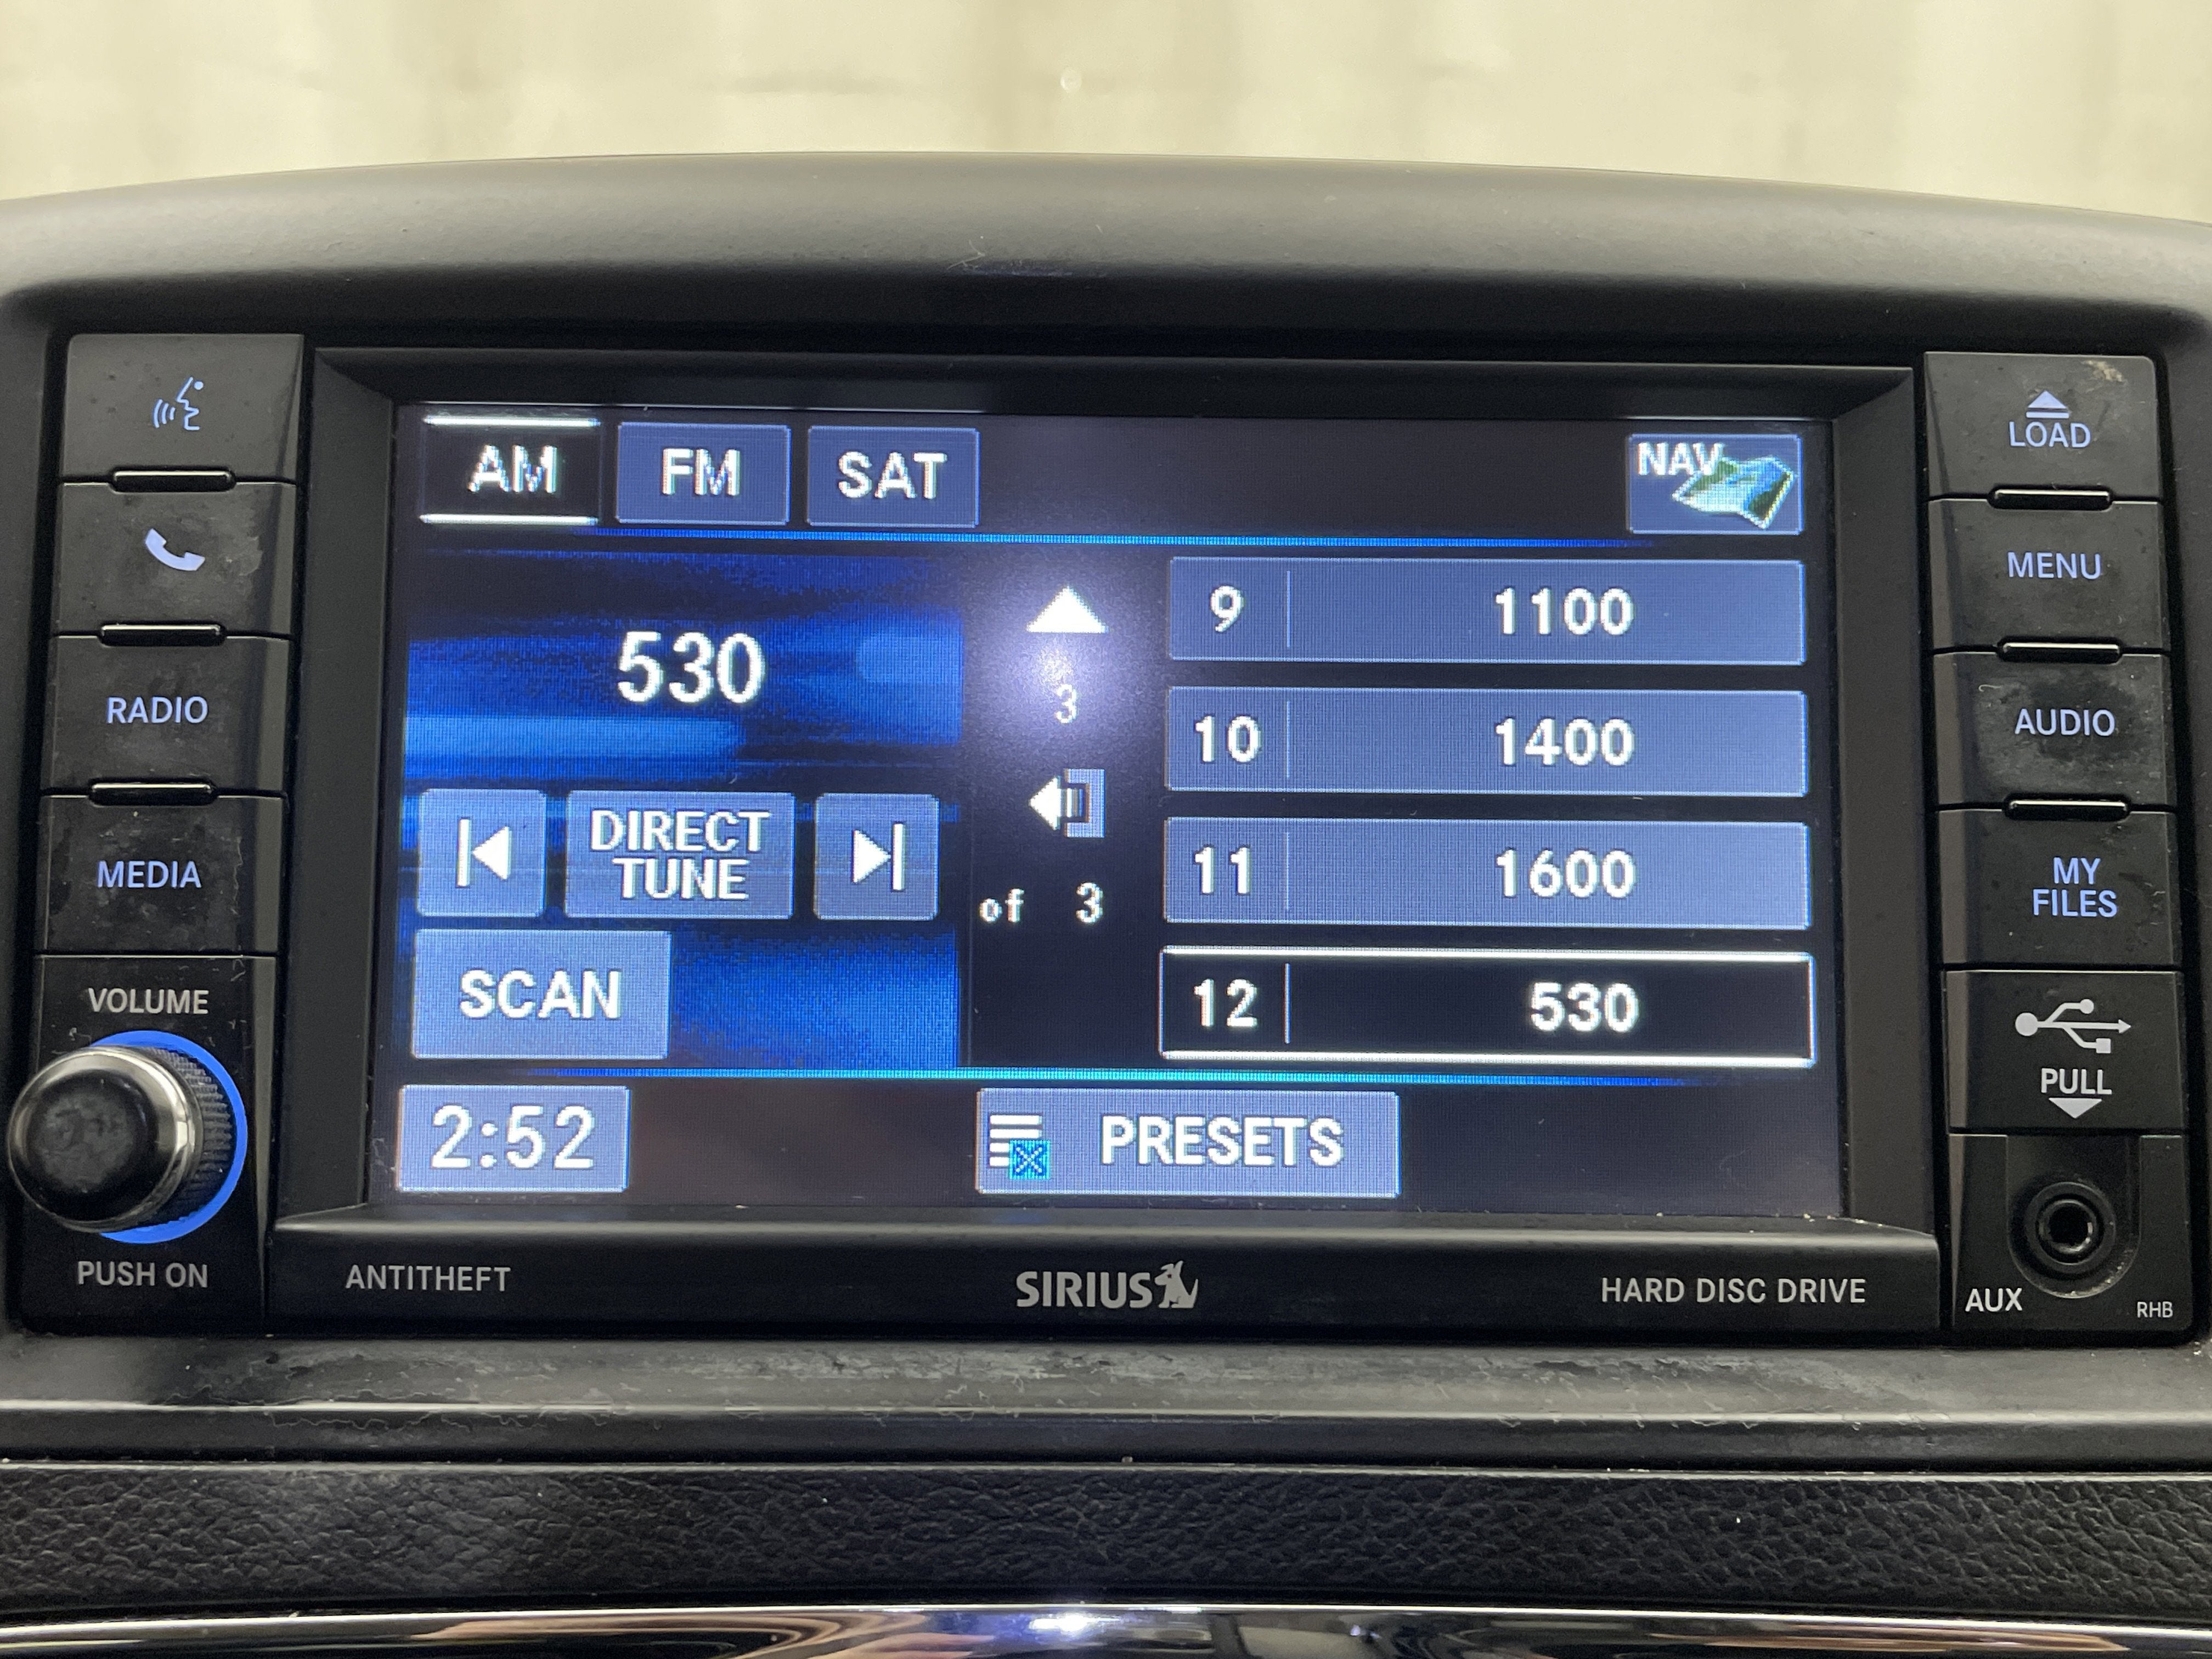 LOAD
MENU
RADIO
AUDIO
MEDIA
MY
FILES
VOLUME
PULL
PUSH ON
AUX
RHB
AM FM SAT NAV
530
DIRECT
TUNE
SCAN
3
of 3
9 1100
10 1400
11 1600
12 530
2:52
PRESETS
ANTITHEFT
SIRIUS
HARD DISC DRIVE